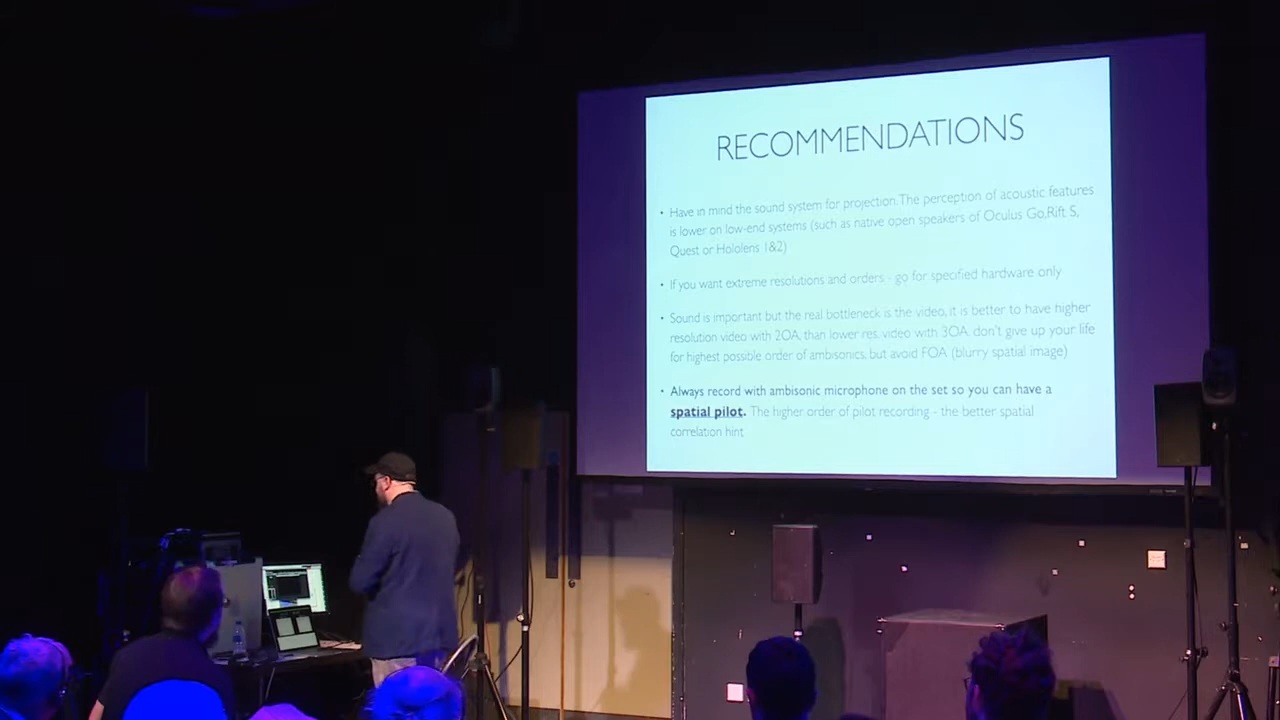 RECOMMENDATIONS
• Have in mind the sound system for projection. The perception of acoustic features
is lower on low-end systems (such as native open speakers of Oculus Go,Rift S,
Quest or Hololens 1&2)
• If you want extreme resolutions and orders - go for specified hardware only
• Sound is important but the real bottleneck is the video, it is better to have higher
resolution video with 2OA, than lower res. video with 3OA, don't give up your life
for highest possible order of ambisonics, but avoid FOA (blurry spatial image)
• Always record with ambisonic microphone on the set so you can have a
spatial pilot. The higher order of pilot recording - the better spatial
correlation hint